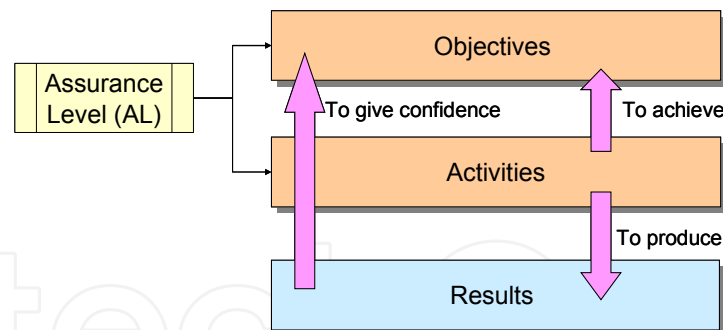 Objectives
Assurance
Level (AL)
To give confidence
To achieve
Activities
To produce
Results